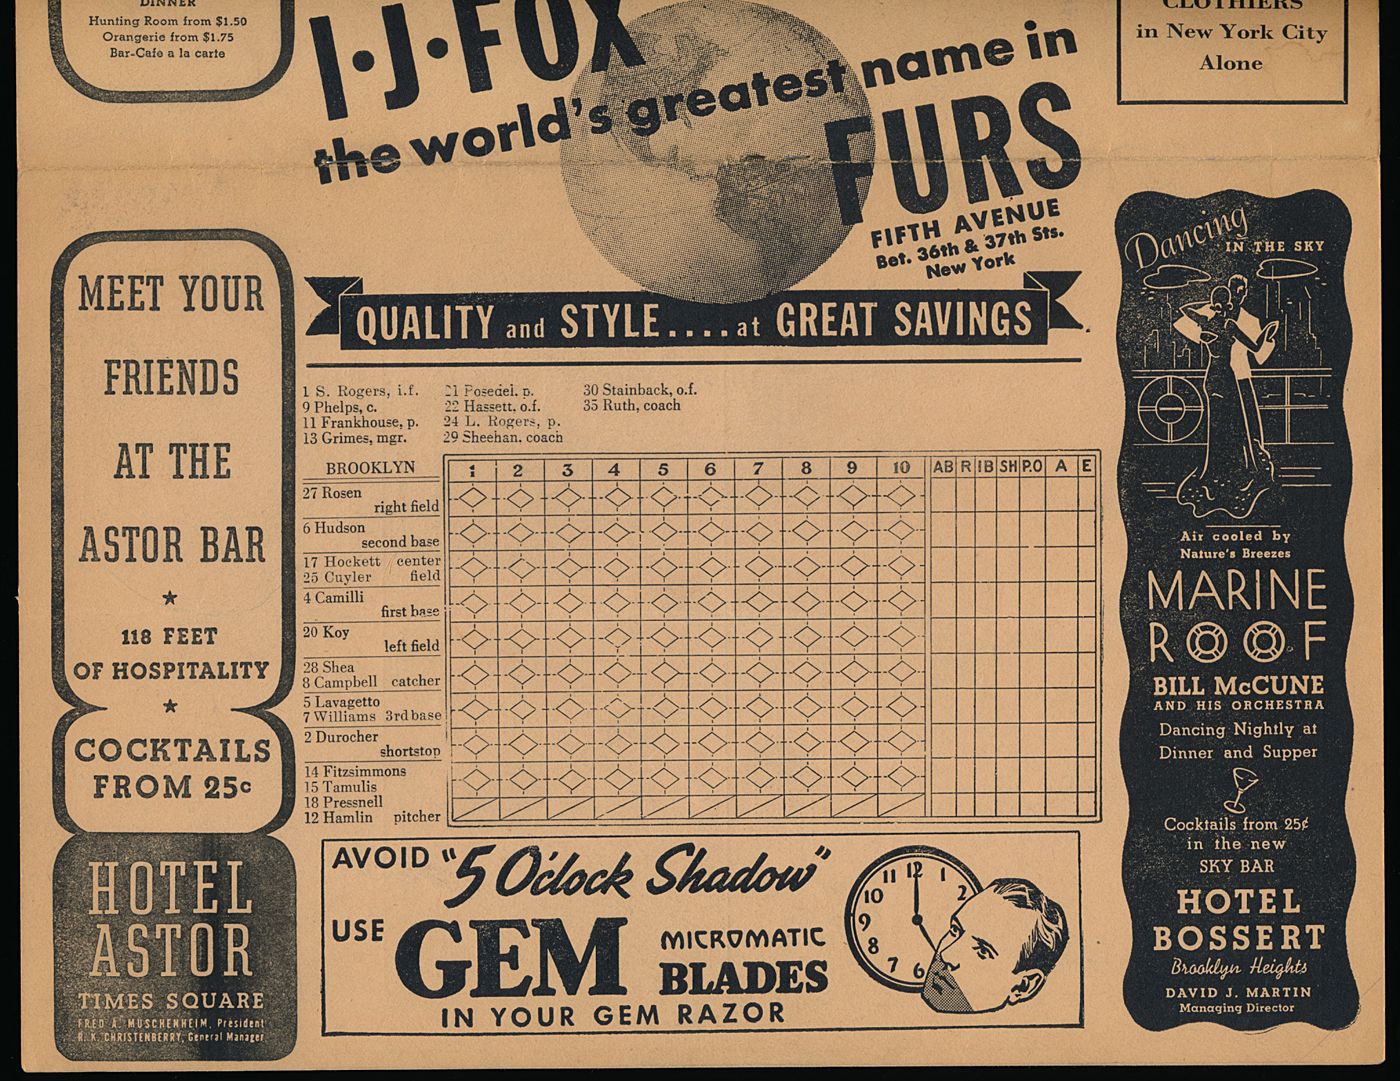 DINNER
Hunting Room from $1.50
Orangerie from $1.75
Bar-Cafe a la carte
I·J·FOX
the world's greatest name in
FURS
FIFTH AVENUE
Bet. 36th & 37th Sts.
New York
QUALITY and STYLE....at GREAT SAVINGS
CLOTHIERS
in New York City
Alone
MEET YOUR
FRIENDS
AT THE
ASTOR BAR
★
118 FEET
OF HOSPITALITY
★
COCKTAILS
FROM 25c
HOTEL
ASTOR
TIMES SQUARE
FRED A. MUSCHENHEIM, President
R. K. CHRISTENBERRY, General Manager
1 S. Rogers, i.f.
9 Phelps, c.
11 Frankhouse, p.
13 Grimes, mgr.
21 Posedel, p.
22 Hassett, o.f.
24 L. Rogers, p.
29 Sheehan, coach
30 Stainback, o.f.
35 Ruth, coach
BROOKLYN 1 2 3 4 5 6 7 8 9 10 AB R 1B SH P.O A E
27 Rosen
right field
6 Hudson
second base
17 Hockett center
25 Cuyler field
4 Camilli
first base
20 Koy
left field
28 Shea
8 Campbell catcher
5 Lavagetto
7 Williams 3rd base
2 Durocher
shortstop
14 Fitzsimmons
15 Tamulis
18 Pressnell
12 Hamlin pitcher
AVOID "5 O'clock Shadow"
USE GEM MICROMATIC
BLADES
IN YOUR GEM RAZOR
12 1 2 6 7 8 9 10 11
Dancing
IN THE SKY
Air cooled by
Nature's Breezes
MARINE
ROOF
BILL McCUNE
AND HIS ORCHESTRA
Dancing Nightly at
Dinner and Supper
Cocktails from 25¢
in the new
SKY BAR
HOTEL
BOSSERT
Brooklyn Heights
DAVID J. MARTIN
Managing Director